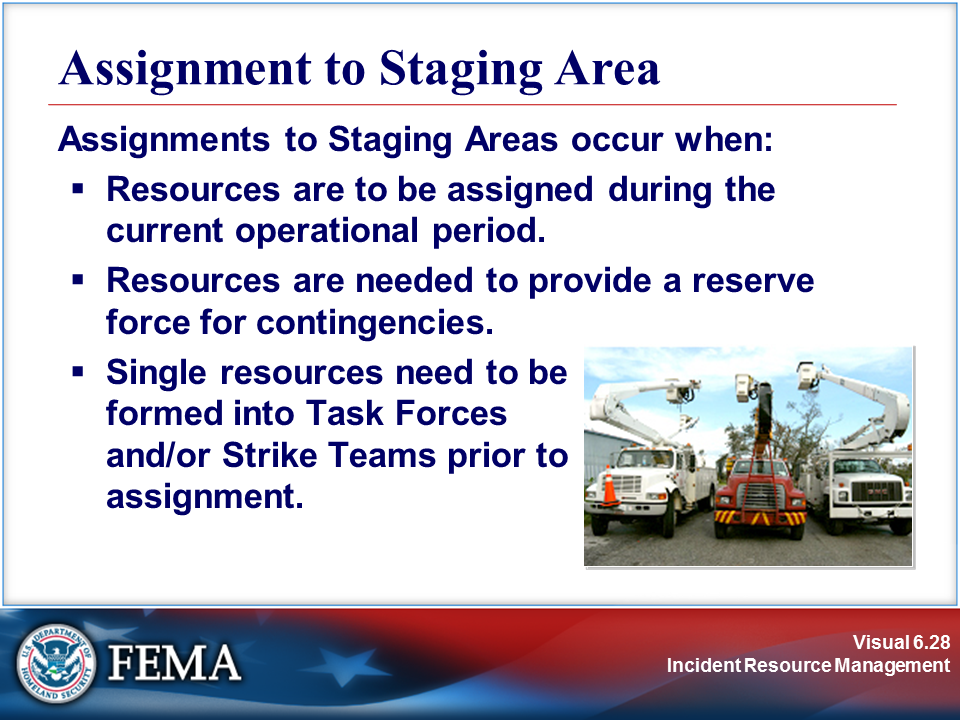 Assignment to Staging Area
Assignments to Staging Areas occur when:
▪ Resources are to be assigned during the
current operational period.
▪ Resources are needed to provide a reserve
force for contingencies.
▪ Single resources need to be
formed into Task Forces
and/or Strike Teams prior to
assignment.
U.S. DEPARTMENT OF
HOMELAND SECURITY
FEMA
Visual 6.28
Incident Resource Management